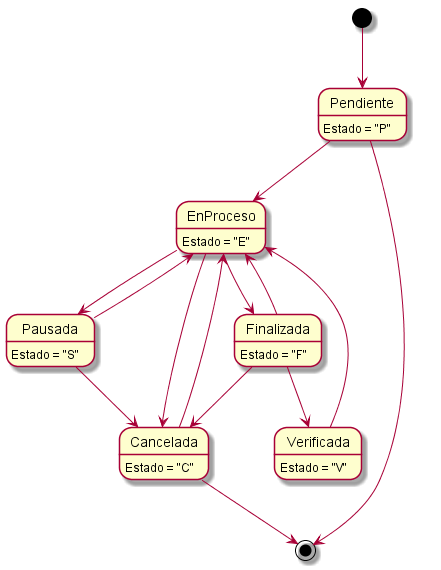 Pendiente
Estado = "P"
EnProceso
Estado = "E"
Pausada
Estado = "S"
Finalizada
Estado = "F"
Cancelada
Estado = "C"
Verificada
Estado = "V"